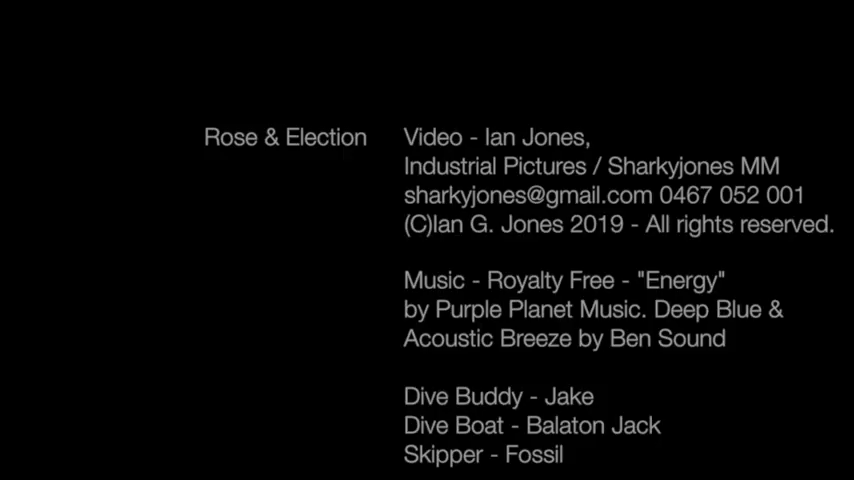 Rose & Election Video - Ian Jones,
Industrial Pictures / Sharkyjones MM
sharkyjones@gmail.com 0467 052 001
(C)Ian G. Jones 2019 - All rights reserved.
Music - Royalty Free - "Energy"
by Purple Planet Music. Deep Blue &
Acoustic Breeze by Ben Sound
Dive Buddy - Jake
Dive Boat - Balaton Jack
Skipper - Fossil